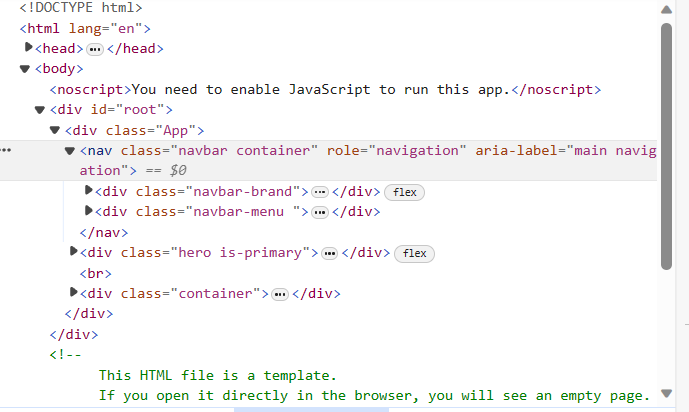 <!DOCTYPE html>
<html lang="en">
<head> ••• </head>
<body>
<noscript>You need to enable JavaScript to run this app.</noscript>
<div id="root">
<div class="App">
••• <nav class="navbar container" role="navigation" aria-label="main navig
ation"> == $0
<div class="navbar-brand"> ••• </div> flex
<div class="navbar-menu "> ••• </div>
</nav>
<div class="hero is-primary"> ••• </div> flex
<br>
<div class="container"> ••• </div>
</div>
</div>
<!--
This HTML file is a template.
If you open it directly in the browser, you will see an empty page.